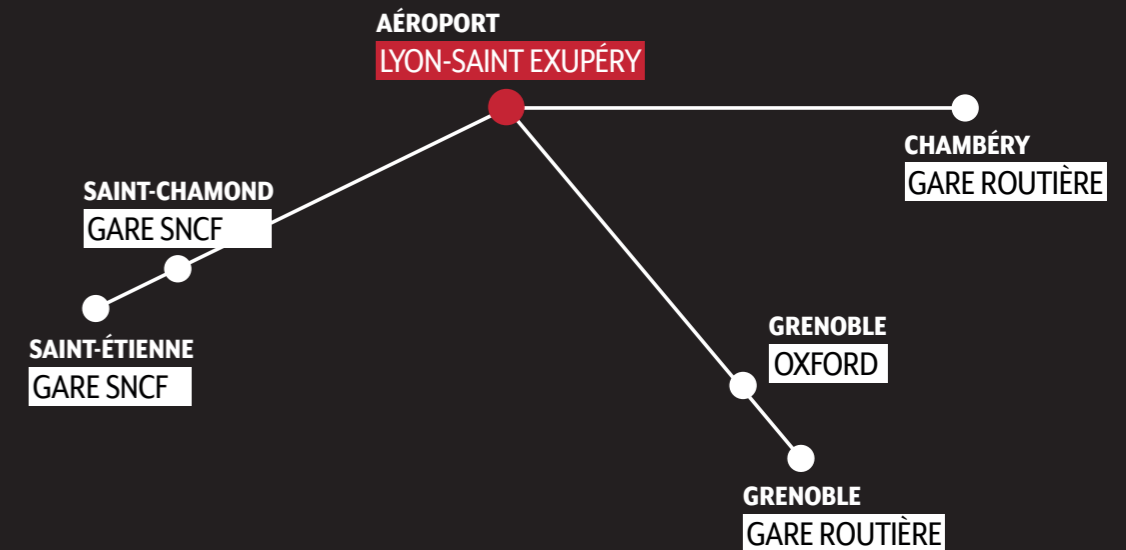 AÉROPORT
LYON-SAINT EXUPÉRY
CHAMBÉRY
GARE ROUTIÈRE
SAINT-CHAMOND
GARE SNCF
SAINT-ÉTIENNE
GARE SNCF
GRENOBLE
OXFORD
GRENOBLE
GARE ROUTIÈRE